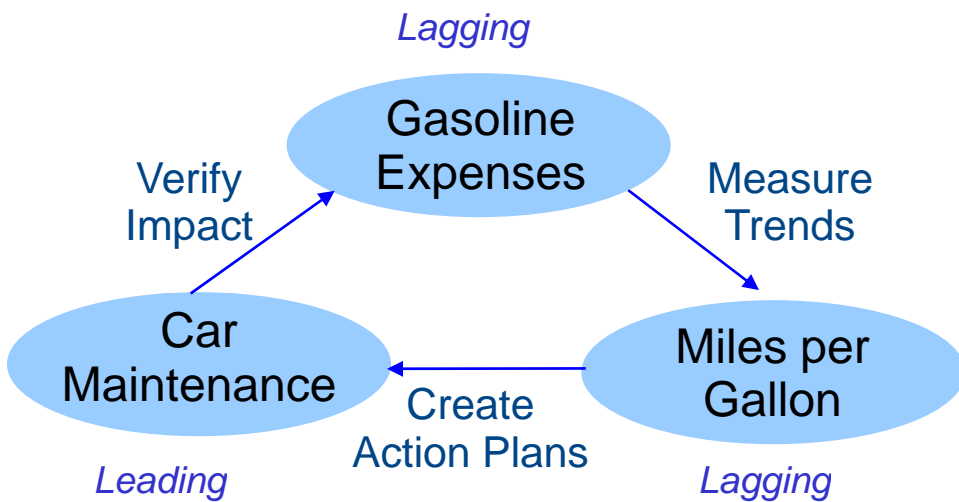 Lagging
Gasoline
Expenses
Verify
Impact
Measure
Trends
Car
Maintenance
Miles per
Gallon
Create
Action Plans
Leading
Lagging